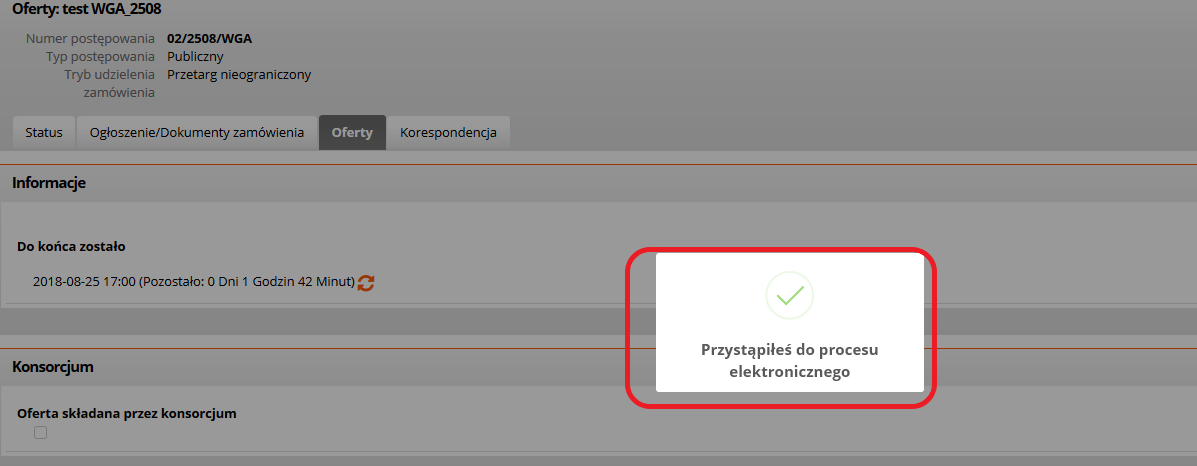 Oferty: test WGA_2508
Numer postępowania 02/2508/WGA
Typ postępowania Publiczny
Tryb udzielenia Przetarg nieograniczony
zamówienia
Status Ogłoszenie/Dokumenty zamówienia Oferty Korespondencja
Informacje
Do końca zostało
2018-08-25 17:00 (Pozostało: 0 Dni 1 Godzin 42 Minut)
Przystąpiłeś do procesu
elektronicznego
Konsorcjum
Oferta składana przez konsorcjum